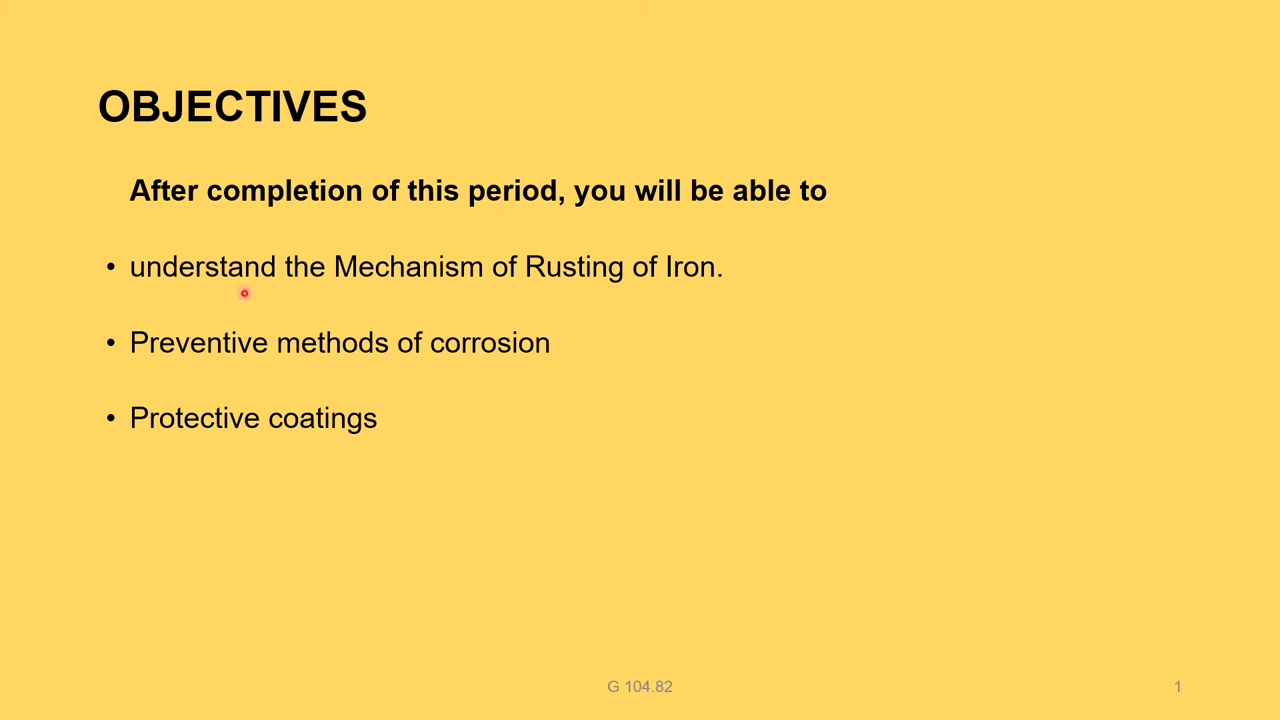 OBJECTIVES
After completion of this period, you will be able to
• understand the Mechanism of Rusting of Iron.
• Preventive methods of corrosion
• Protective coatings
G 104.82
1